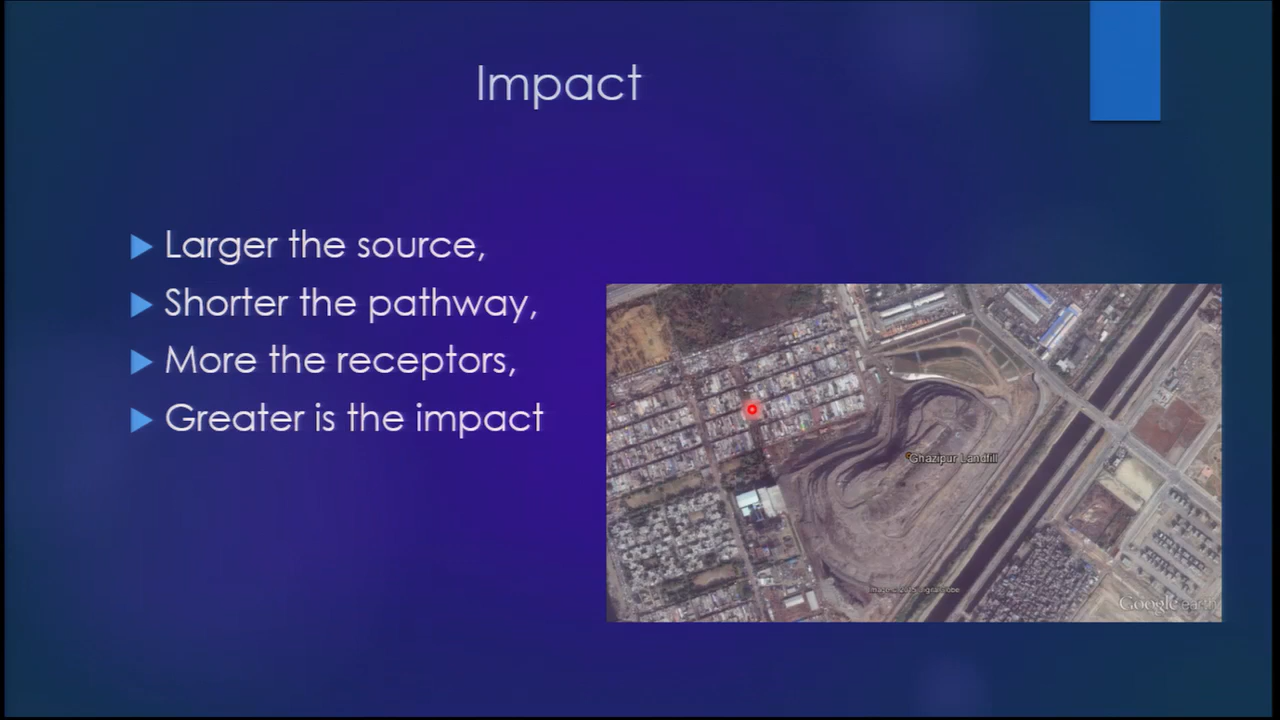 Impact
Larger the source,
Shorter the pathway,
More the receptors,
Greater is the impact
Ghazipur Landfill
Google earth